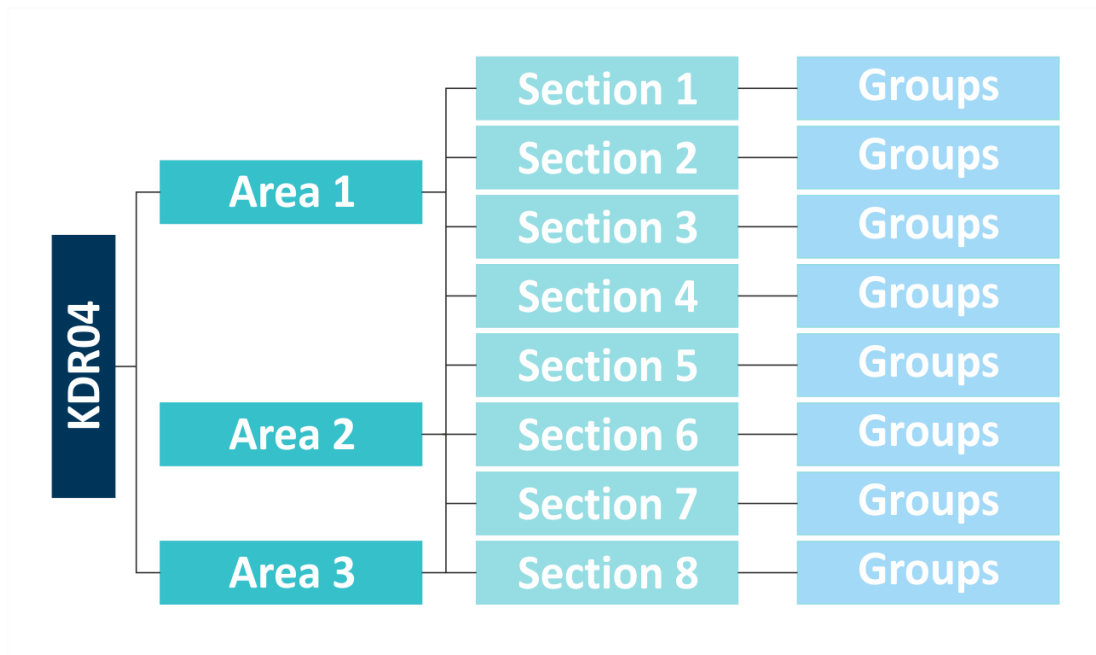 KDR04
Area 1
Area 2
Area 3
Section 1
Section 2
Section 3
Section 4
Section 5
Section 6
Section 7
Section 8
Groups
Groups
Groups
Groups
Groups
Groups
Groups
Groups